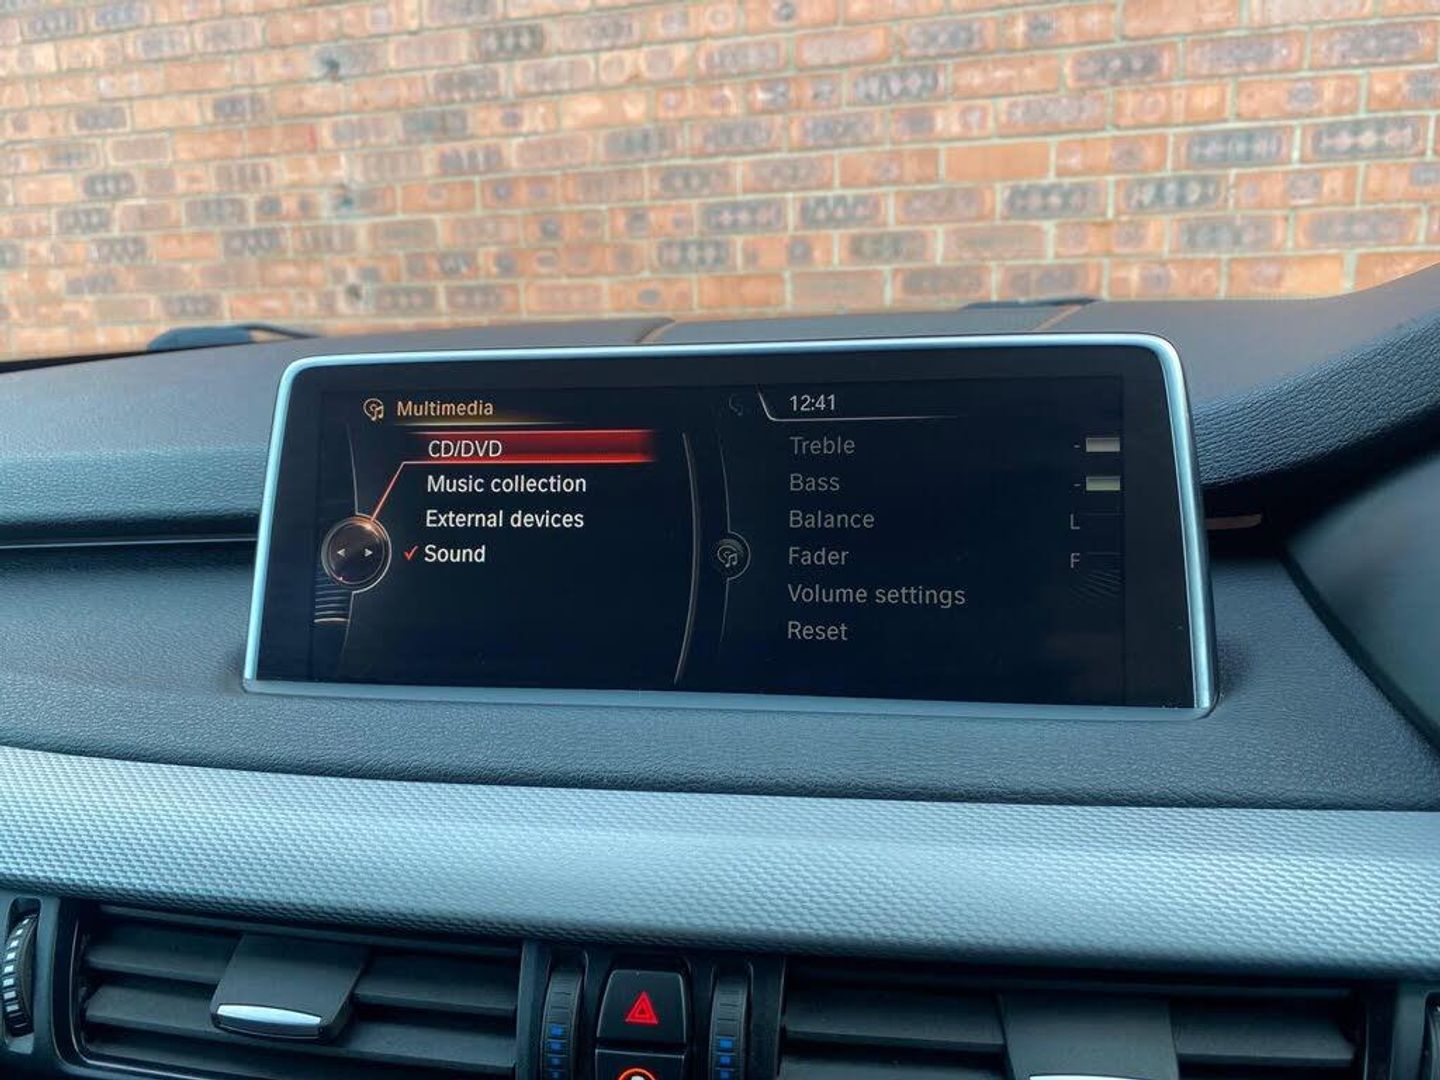 Multimedia
CD/DVD
Music collection
External devices
Sound
12:41
Treble -
Bass -
Balance L
Fader F
Volume settings
Reset